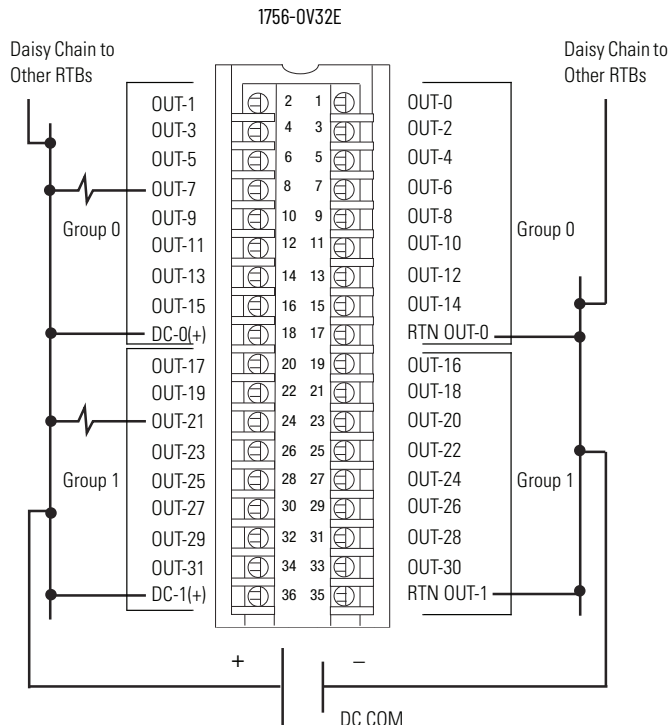 1756-OV32E
Daisy Chain to
Other RTBs
Daisy Chain to
Other RTBs
OUT-1 2 1 OUT-0
OUT-3 4 3 OUT-2
OUT-5 6 5 OUT-4
OUT-7 8 7 OUT-6
OUT-9 10 9 OUT-8
Group 0 Group 0
OUT-11 12 11 OUT-10
OUT-13 14 13 OUT-12
OUT-15 16 15 OUT-14
DC-0(+) 18 17 RTN OUT-0
OUT-17 20 19 OUT-16
OUT-19 22 21 OUT-18
OUT-21 24 23 OUT-20
OUT-23 26 25 OUT-22
Group 1 OUT-25 28 27 OUT-24 Group 1
OUT-27 30 29 OUT-26
OUT-29 32 31 OUT-28
OUT-31 34 33 OUT-30
DC-1(+) 36 35 RTN OUT-1
+ –
DC COM